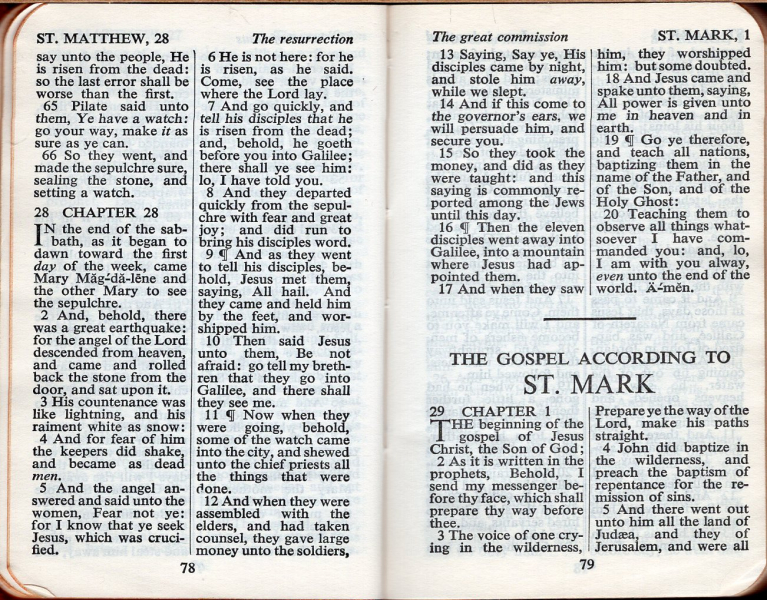 ST. MATTHEW, 28
The resurrection
say unto the people, He
is risen from the dead:
so the last error shall be
worse than the first.
65 Pilate said unto
them, Ye have a watch:
go your way, make it as
sure as ye can.
66 So they went, and
made the sepulchre sure,
sealing the stone, and
setting a watch.
28 CHAPTER 28
IN the end of the sab-
bath, as it began to
dawn toward the first
day of the week, came
Mary Măg′-dă-lēne and
the other Mary to see
the sepulchre.
2 And, behold, there
was a great earthquake:
for the angel of the Lord
descended from heaven,
and came and rolled
back the stone from the
door, and sat upon it.
3 His countenance was
like lightning, and his
raiment white as snow:
4 And for fear of him
the keepers did shake,
and became as dead
men.
5 And the angel an-
swered and said unto the
women, Fear not ye:
for I know that ye seek
Jesus, which was cruci-
fied.
6 He is not here: for he
is risen, as he said.
Come, see the place
where the Lord lay.
7 And go quickly, and
tell his disciples that he
is risen from the dead;
and, behold, he goeth
before you into Galilee;
there shall ye see him:
lo, I have told you.
8 And they departed
quickly from the sepul-
chre with fear and great
joy; and did run to
bring his disciples word.
9 ¶ And as they went
to tell his disciples, be-
hold, Jesus met them,
saying, All hail. And
they came and held him
by the feet, and wor-
shipped him.
10 Then said Jesus
unto them, Be not
afraid: go tell my breth-
ren that they go into
Galilee, and there shall
they see me.
11 ¶ Now when they
were going, behold,
some of the watch came
into the city, and shewed
unto the chief priests all
the things that were
done.
12 And when they were
assembled with the
elders, and had taken
counsel, they gave large
money unto the soldiers,
78
The great commission
ST. MARK, 1
13 Saying, Say ye, His
disciples came by night,
and stole him away,
while we slept.
14 And if this come to
the governor's ears, we
will persuade him, and
secure you.
15 So they took the
money, and did as they
were taught: and this
saying is commonly re-
ported among the Jews
until this day.
16 ¶ Then the eleven
disciples went away into
Galilee, into a mountain
where Jesus had ap-
pointed them.
17 And when they saw
him, they worshipped
him: but some doubted.
18 And Jesus came and
spake unto them, saying,
All power is given unto
me in heaven and in
earth.
19 ¶ Go ye therefore,
and teach all nations,
baptizing them in the
name of the Father, and
of the Son, and of the
Holy Ghost:
20 Teaching them to
observe all things what-
soever I have com-
manded you: and, lo,
I am with you alway,
even unto the end of the
world. Ā′-mĕn.
THE GOSPEL ACCORDING TO
ST. MARK
29 CHAPTER 1
THE beginning of the
gospel of Jesus
Christ, the Son of God;
2 As it is written in the
prophets, Behold, I
send my messenger be-
fore thy face, which shall
prepare thy way before
thee.
3 The voice of one cry-
ing in the wilderness,
Prepare ye the way of the
Lord, make his paths
straight.
4 John did baptize in
the wilderness, and
preach the baptism of
repentance for the re-
mission of sins.
5 And there went out
unto him all the land of
Judæa, and they of
Jerusalem, and were all
79